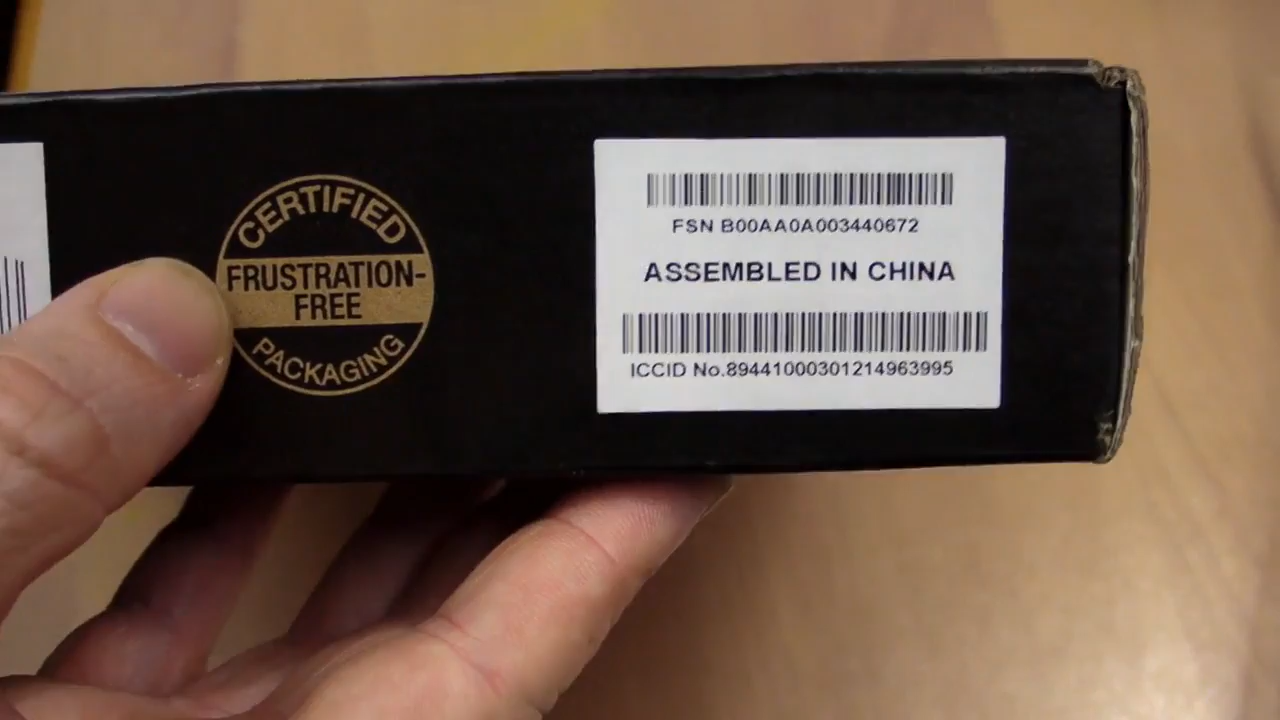 CERTIFIED
FRUSTRATION-
FREE
PACKAGING
FSN B00AA0A003440672
ASSEMBLED IN CHINA
ICCID No.89441000301214963995